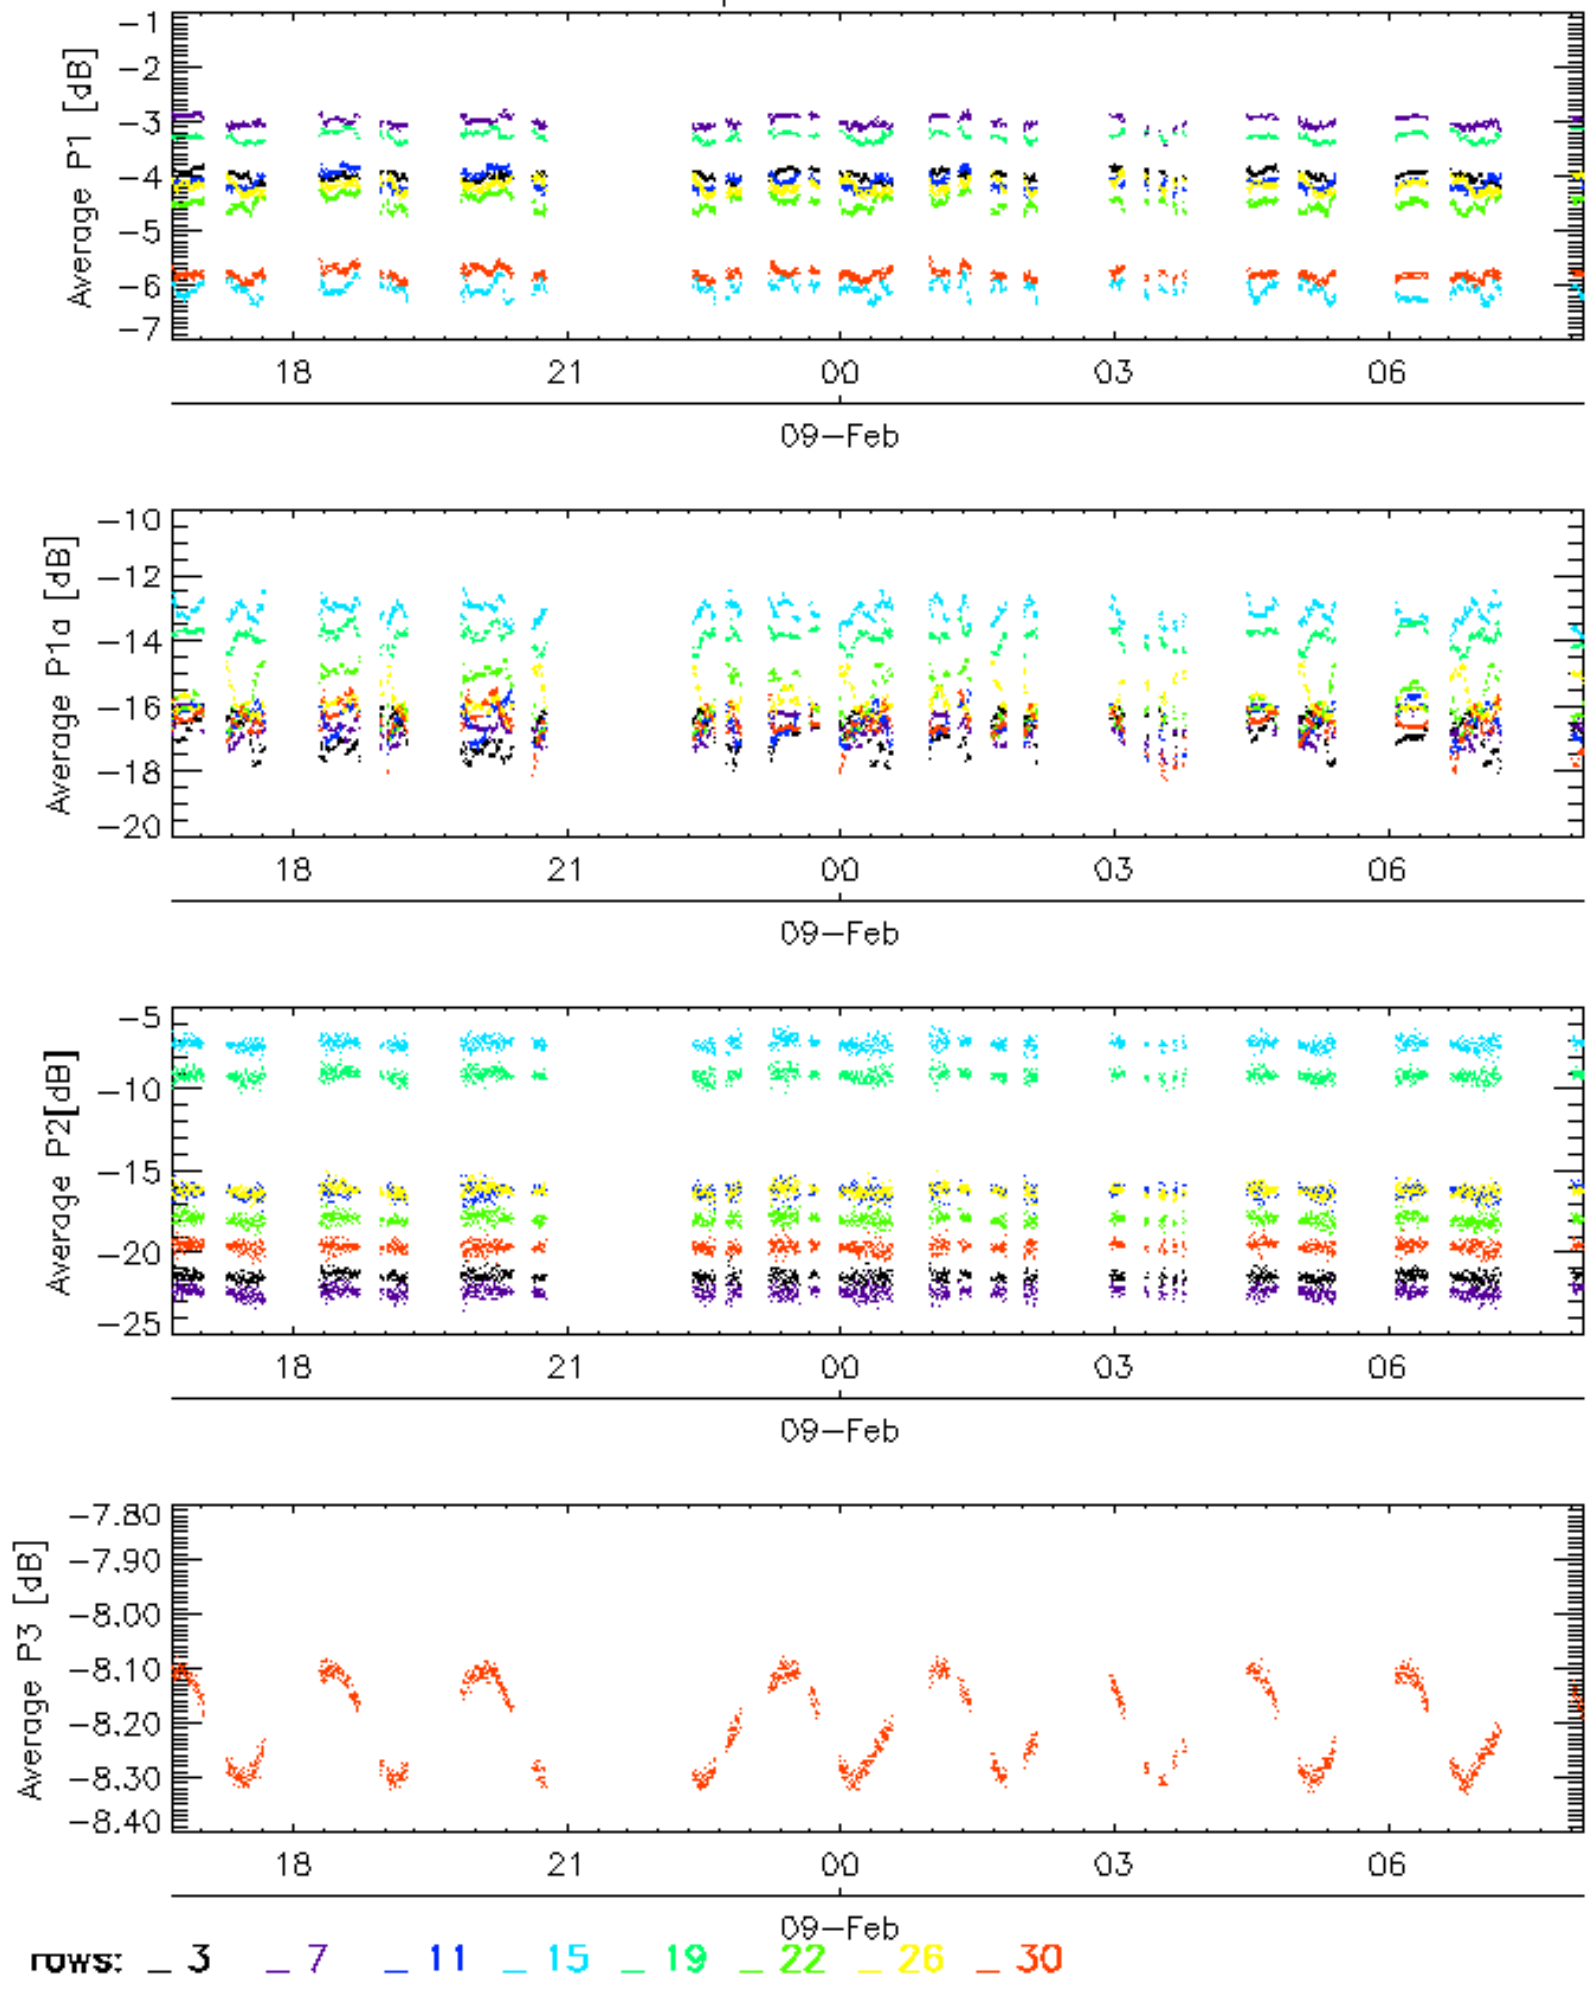 Average P1 [dB]
−1
−2
−3
−4
−5
−6
−7
18 21 00 03 06
09−Feb
Average P1a [dB]
−10
−12
−14
−16
−18
−20
18 21 00 03 06
09−Feb
Average P2[dB]
−5
−10
−15
−20
−25
18 21 00 03 06
09−Feb
Average P3 [dB]
−7.80
−7.90
−8.00
−8.10
−8.20
−8.30
−8.40
18 21 00 03 06
09−Feb
rows: _ 3 _ 7 _ 11 _ 15 _ 19 _ 22 _ 26 _ 30